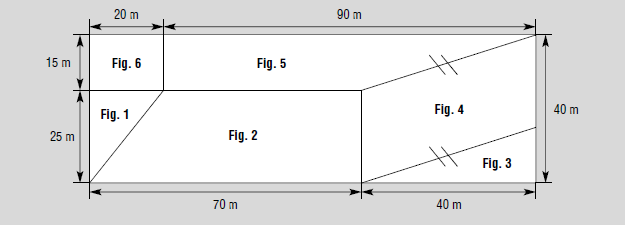 20 m 90 m
15 m Fig. 6 Fig. 5
Fig. 1 Fig. 4 40 m
25 m Fig. 2
Fig. 3
70 m 40 m